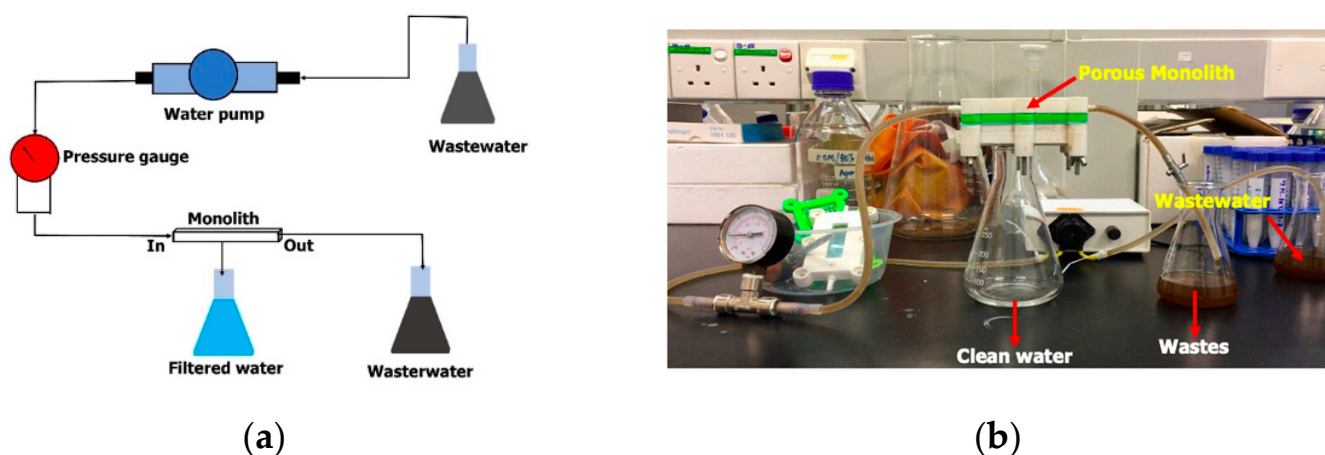 Water pump
Wastewater
Pressure gauge
Monolith
In
Out
Filtered water
Wasterwater
(a)
Porous Monolith
Wastewater
Clean water
Wastes
(b)